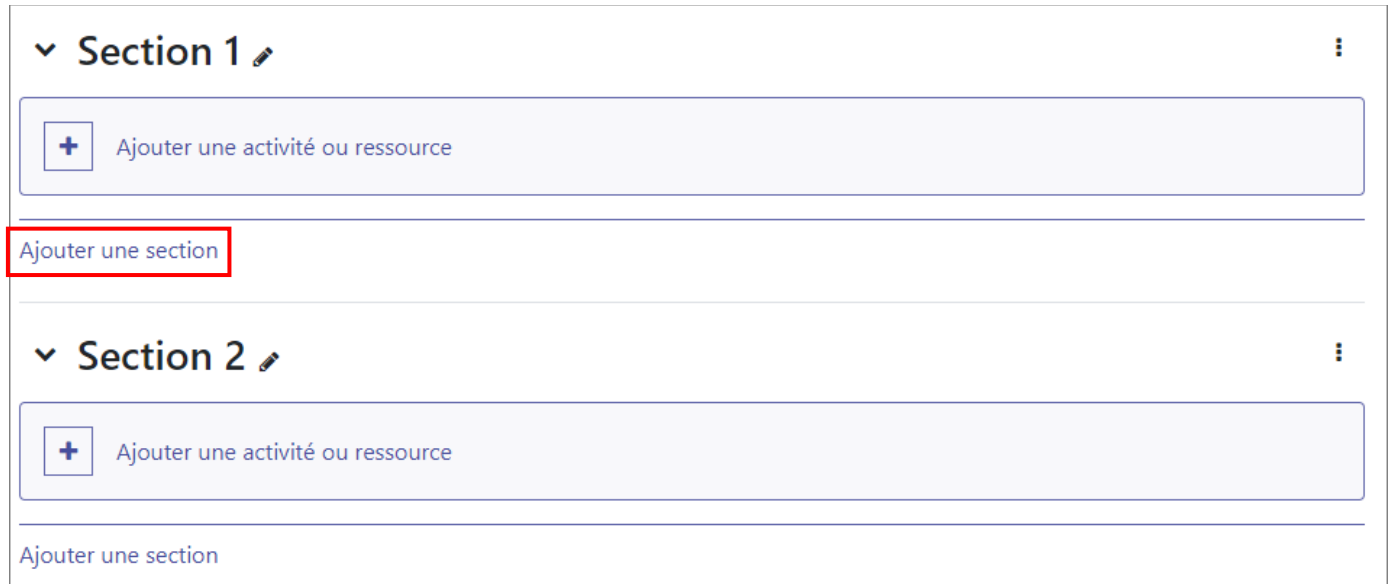 Section 1
Ajouter une activité ou ressource
Ajouter une section
Section 2
Ajouter une activité ou ressource
Ajouter une section